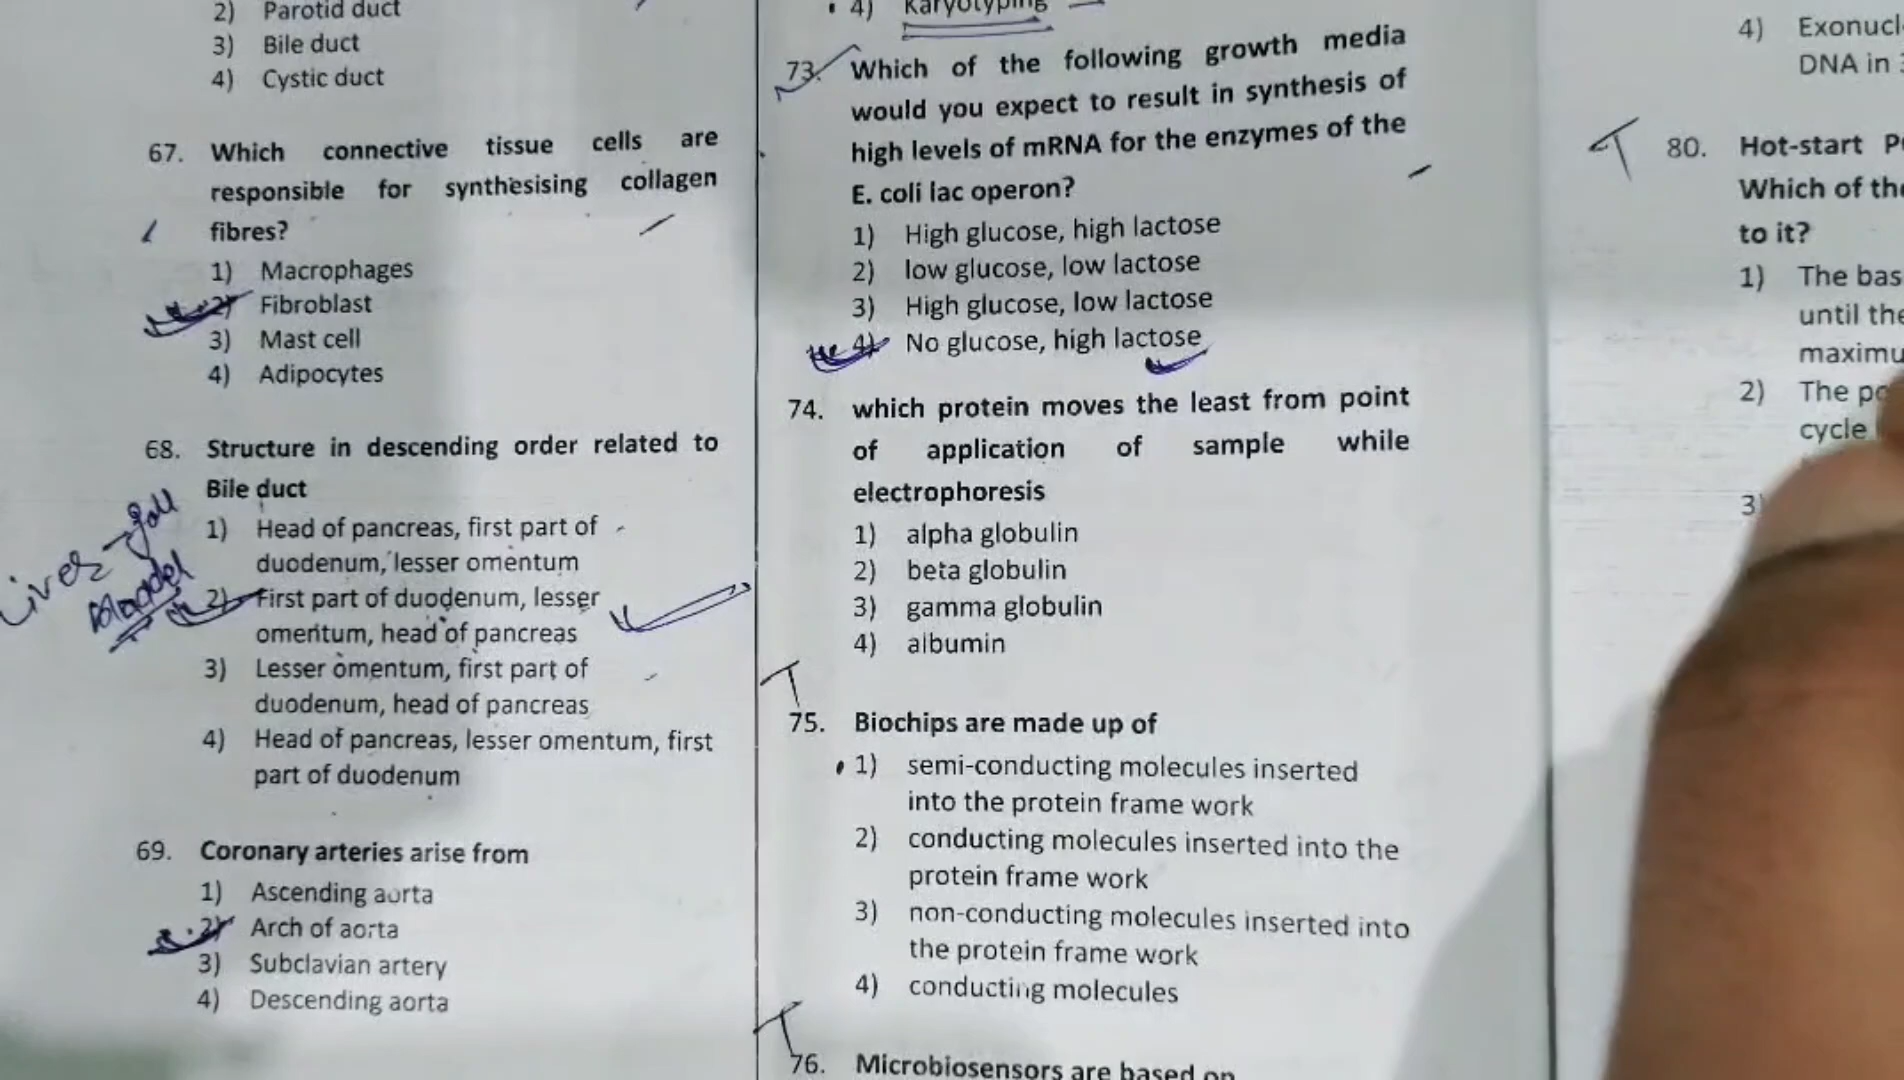 2) Parotid duct
3) Bile duct
4) Cystic duct
67. Which connective tissue cells are
responsible for synthesising collagen
fibres?
1) Macrophages
2) Fibroblast
3) Mast cell
4) Adipocytes
68. Structure in descending order related to
Bile duct
1) Head of pancreas, first part of
duodenum, lesser omentum
2) First part of duodenum, lesser
omentum, head of pancreas
3) Lesser omentum, first part of
duodenum, head of pancreas
4) Head of pancreas, lesser omentum, first
part of duodenum
Liver gall
69. Coronary arteries arise from
1) Ascending aorta
2) Arch of aorta
3) Subclavian artery
4) Descending aorta
4) Karyotyping
73. Which of the following growth media
would you expect to result in synthesis of
high levels of mRNA for the enzymes of the
E. coli lac operon?
1) High glucose, high lactose
2) low glucose, low lactose
3) High glucose, low lactose
4) No glucose, high lactose
74. which protein moves the least from point
of application of sample while
electrophoresis
1) alpha globulin
2) beta globulin
3) gamma globulin
4) albumin
75. Biochips are made up of
1) semi-conducting molecules inserted
into the protein frame work
2) conducting molecules inserted into the
protein frame work
3) non-conducting molecules inserted into
the protein frame work
4) conducting molecules
76. Microbiosensors are based on
4) Exonucl
DNA in
80. Hot-start P
Which of the
to it?
1) The bas
until the
maximu
2) The po
cycle
3)